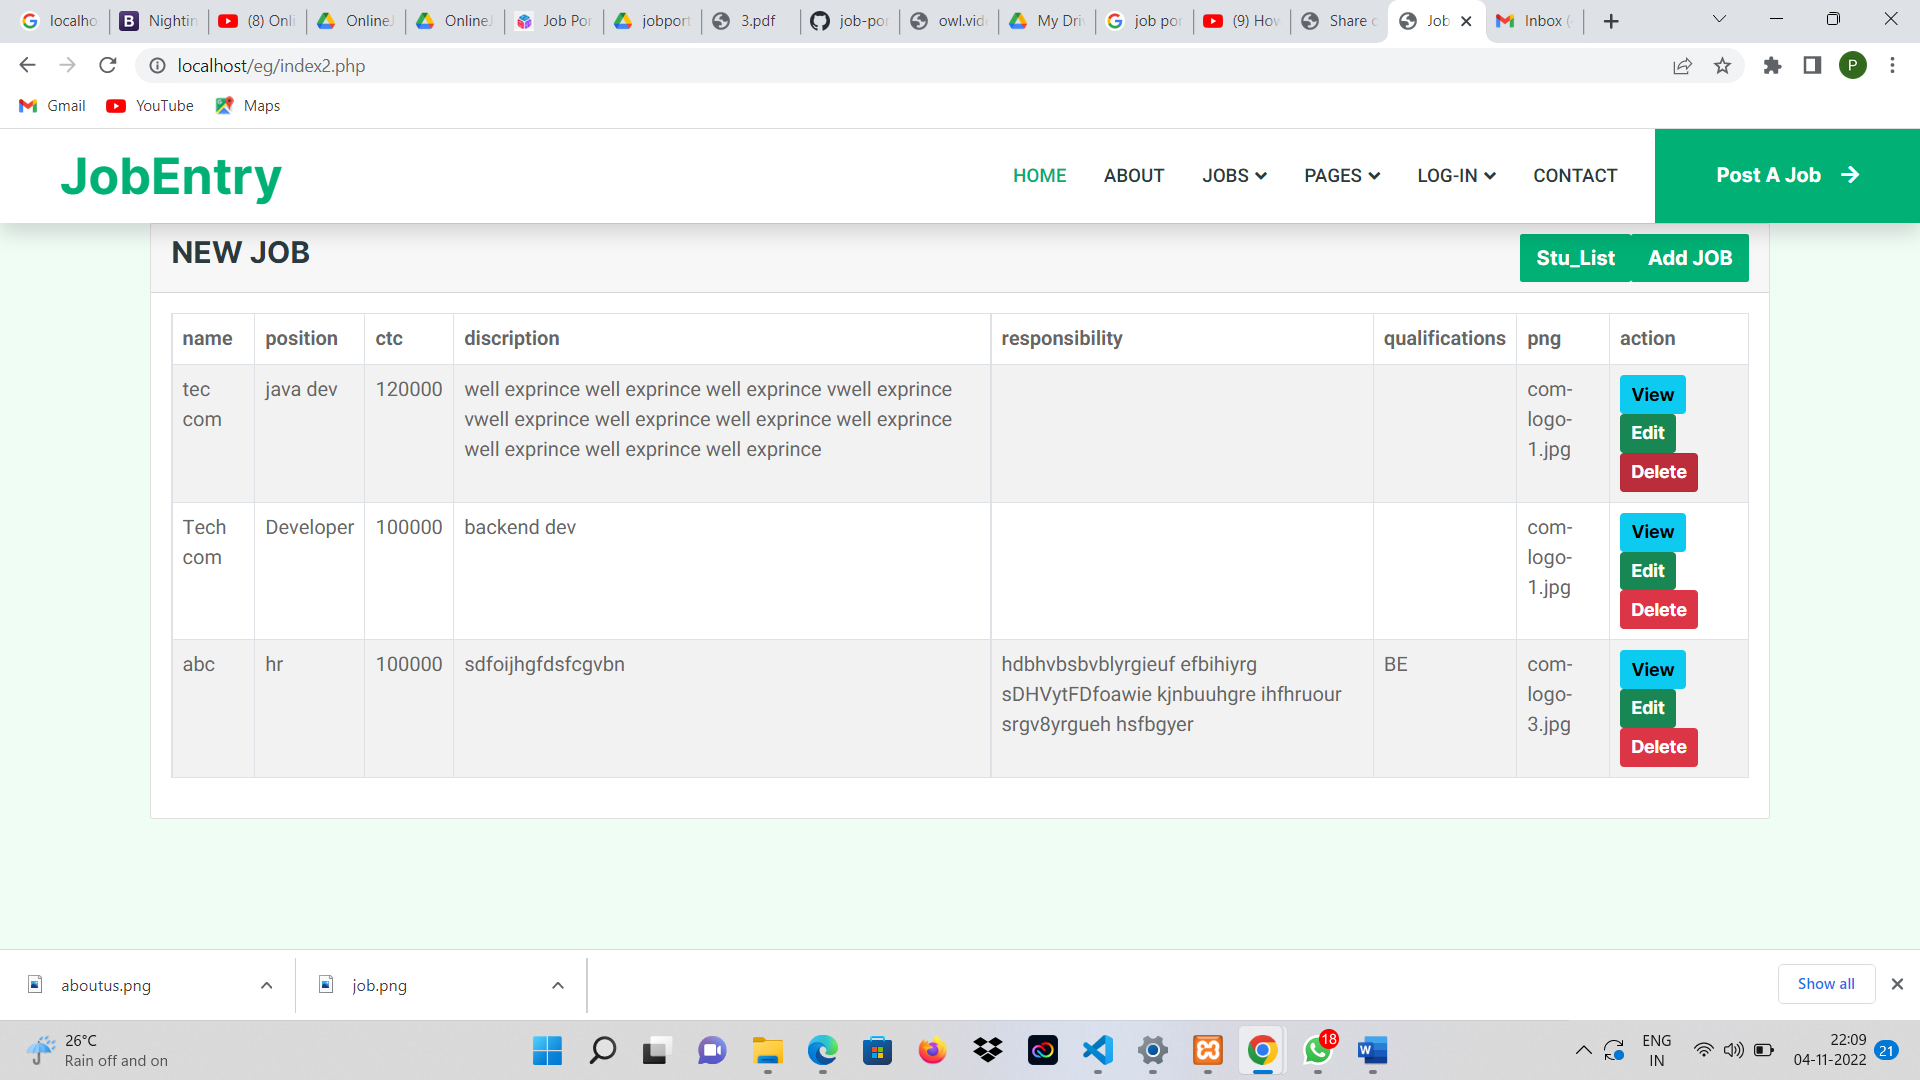 localho
Nightin
(8) Onli
OnlineJ
OnlineJ
Job Por
jobport
3.pdf
job-por
owl.vid
My Driv
job por
(9) How
Share
Job
Inbox (
localhost/eg/index2.php
P
Gmail
YouTube
Maps
JobEntry
HOME
ABOUT
JOBS
PAGES
LOG-IN
CONTACT
Post A Job
NEW JOB
Stu_List
Add JOB
name position ctc discription responsibility qualifications png action
tec
com
java dev
120000
well exprince well exprince well exprince vwell exprince
vwell exprince well exprince well exprince well exprince
well exprince well exprince well exprince
com-
logo-
1.jpg
View
Edit
Delete
Tech
com
Developer
100000
backend dev
com-
logo-
1.jpg
View
Edit
Delete
abc
hr
100000
sdfoijhgfdsfcgvbn
hdbhvbsbvblyrgieuf efbihiyrg
sDHVytFDfoawie kjnbuuhgre ihfhruour
srgv8yrgueh hsfbgyer
BE
com-
logo-
3.jpg
View
Edit
Delete
aboutus.png
job.png
Show all
26°C
Rain off and on
18
ENG
IN
22:09
04-11-2022
21